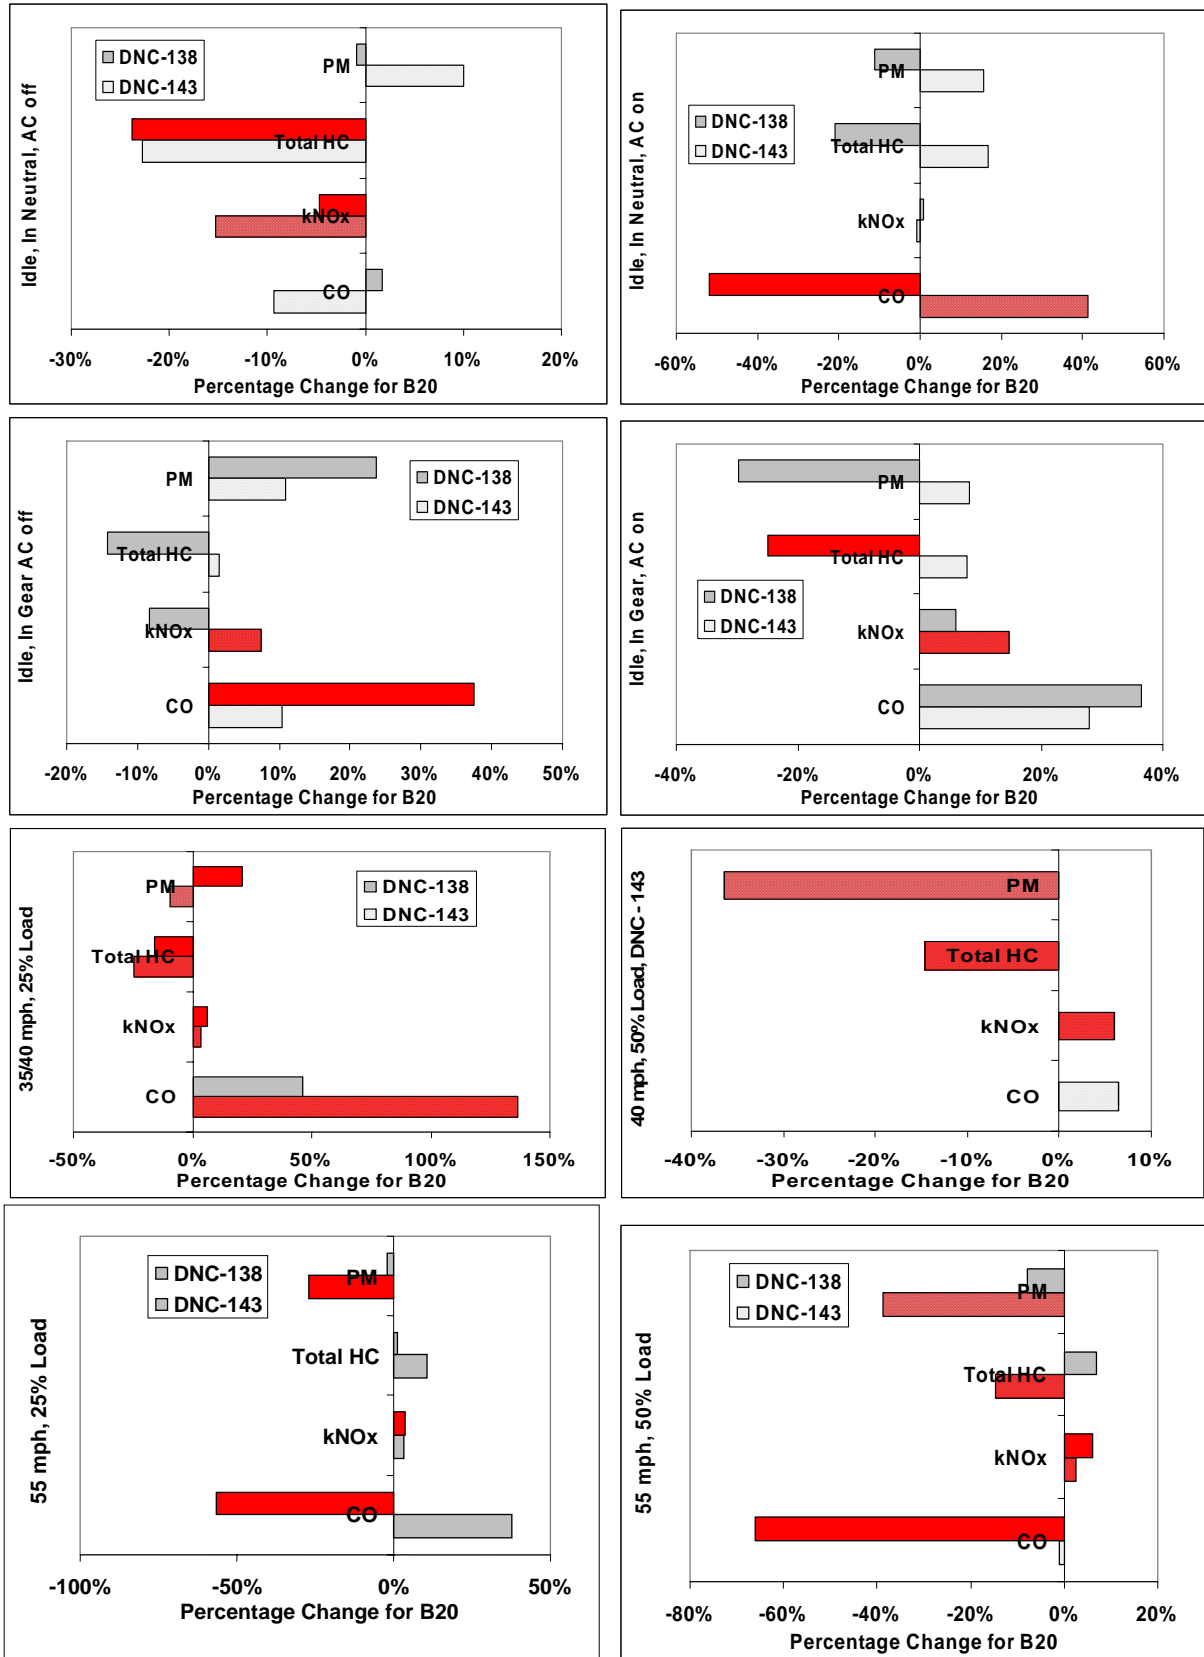 Idle, In Neutral, AC off
DNC-138
DNC-143
PM
Total HC
kNOx
CO
-30% -20% -10% 0% 10% 20%
Percentage Change for B20
Idle, In Neutral, AC on
DNC-138
DNC-143
PM
Total HC
kNOx
CO
-60% -40% -20% 0% 20% 40% 60%
Percentage Change for B20
Idle, In Gear AC off
DNC-138
DNC-143
PM
Total HC
kNOx
CO
-20% -10% 0% 10% 20% 30% 40% 50%
Percentage Change for B20
Idle, In Gear, AC on
DNC-138
DNC-143
PM
Total HC
kNOx
CO
-40% -20% 0% 20% 40%
Percentage Change for B20
35/40 mph, 25% Load
DNC-138
DNC-143
PM
Total HC
kNOx
CO
-50% 0% 50% 100% 150%
Percentage Change for B20
40 mph, 50% Load, DNC - 143
PM
Total HC
kNOx
CO
-40% -30% -20% -10% 0% 10%
Percentage Change for B20
55 mph, 25% Load
DNC-138
DNC-143
PM
Total HC
kNOx
CO
-100% -50% 0% 50%
Percentage Change for B20
55 mph, 50% Load
DNC-138
DNC-143
PM
Total HC
kNOx
CO
-80% -60% -40% -20% 0% 20%
Percentage Change for B20